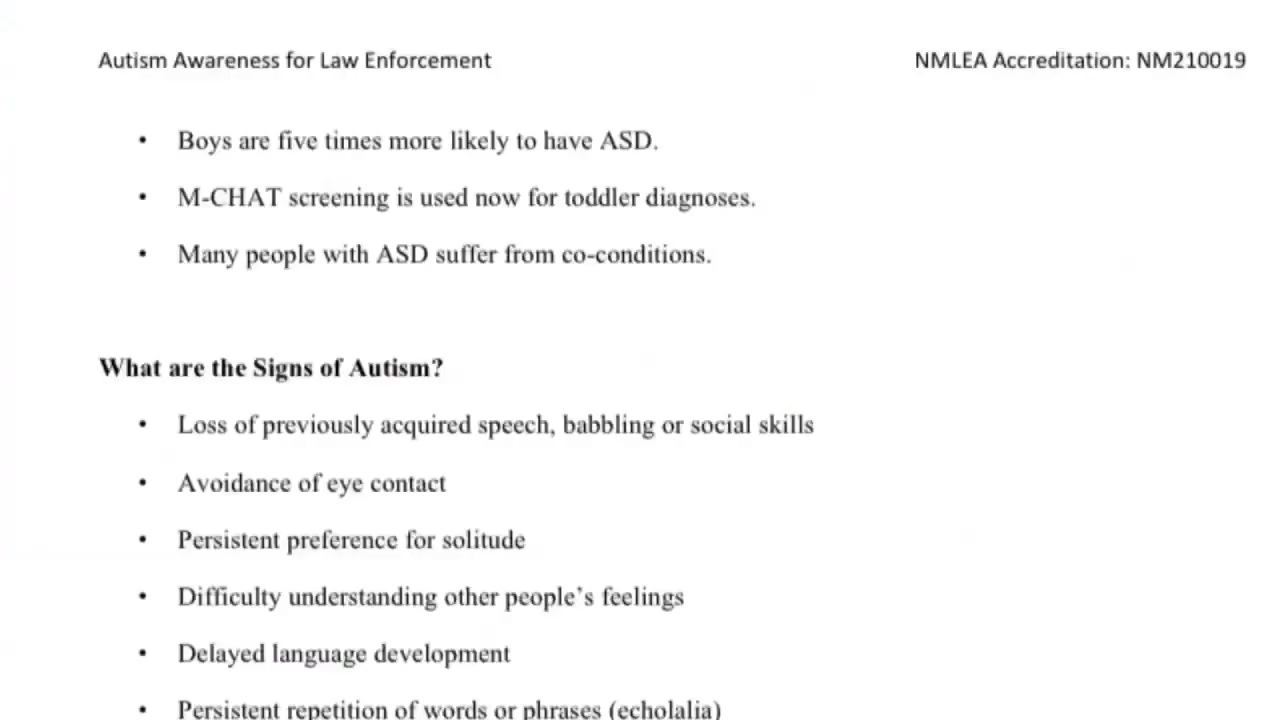 Autism Awareness for Law Enforcement NMLEA Accreditation: NM210019
• Boys are five times more likely to have ASD.
• M-CHAT screening is used now for toddler diagnoses.
• Many people with ASD suffer from co-conditions.
What are the Signs of Autism?
• Loss of previously acquired speech, babbling or social skills
• Avoidance of eye contact
• Persistent preference for solitude
• Difficulty understanding other people’s feelings
• Delayed language development
• Persistent repetition of words or phrases (echolalia)